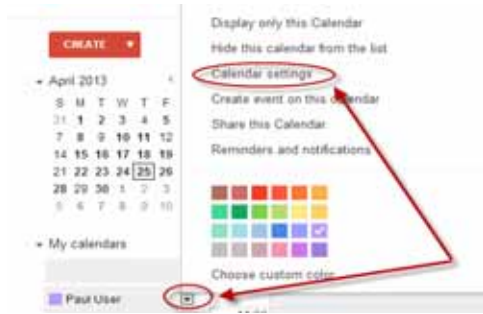 Display only this Calendar
CREATE
Hide this calendar from the list
Calendar settings
April 2013
Create event on this calendar
S M T W T F
31 1 2 3 4 5
Share this Calendar
7 8 9 10 11 12
Reminders and notifications
14 15 16 17 18 19
21 22 23 24 25 26
28 29 30 1 2 3
5 6 7 8 9 10
My calendars
Choose custom color
Paul User